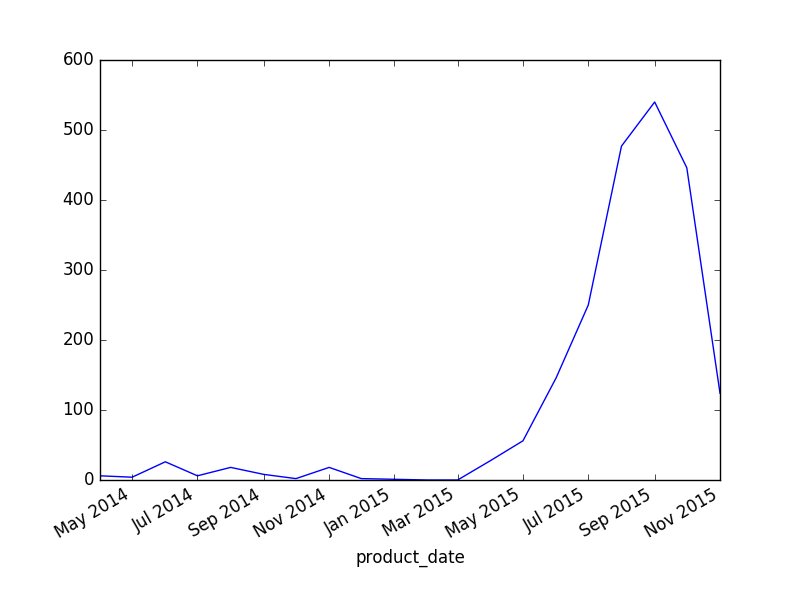 600
500
400
300
200
100
0
May 2014
Jul 2014
Sep 2014
Nov 2014
Jan 2015
Mar 2015
May 2015
Jul 2015
Sep 2015
Nov 2015
product_date